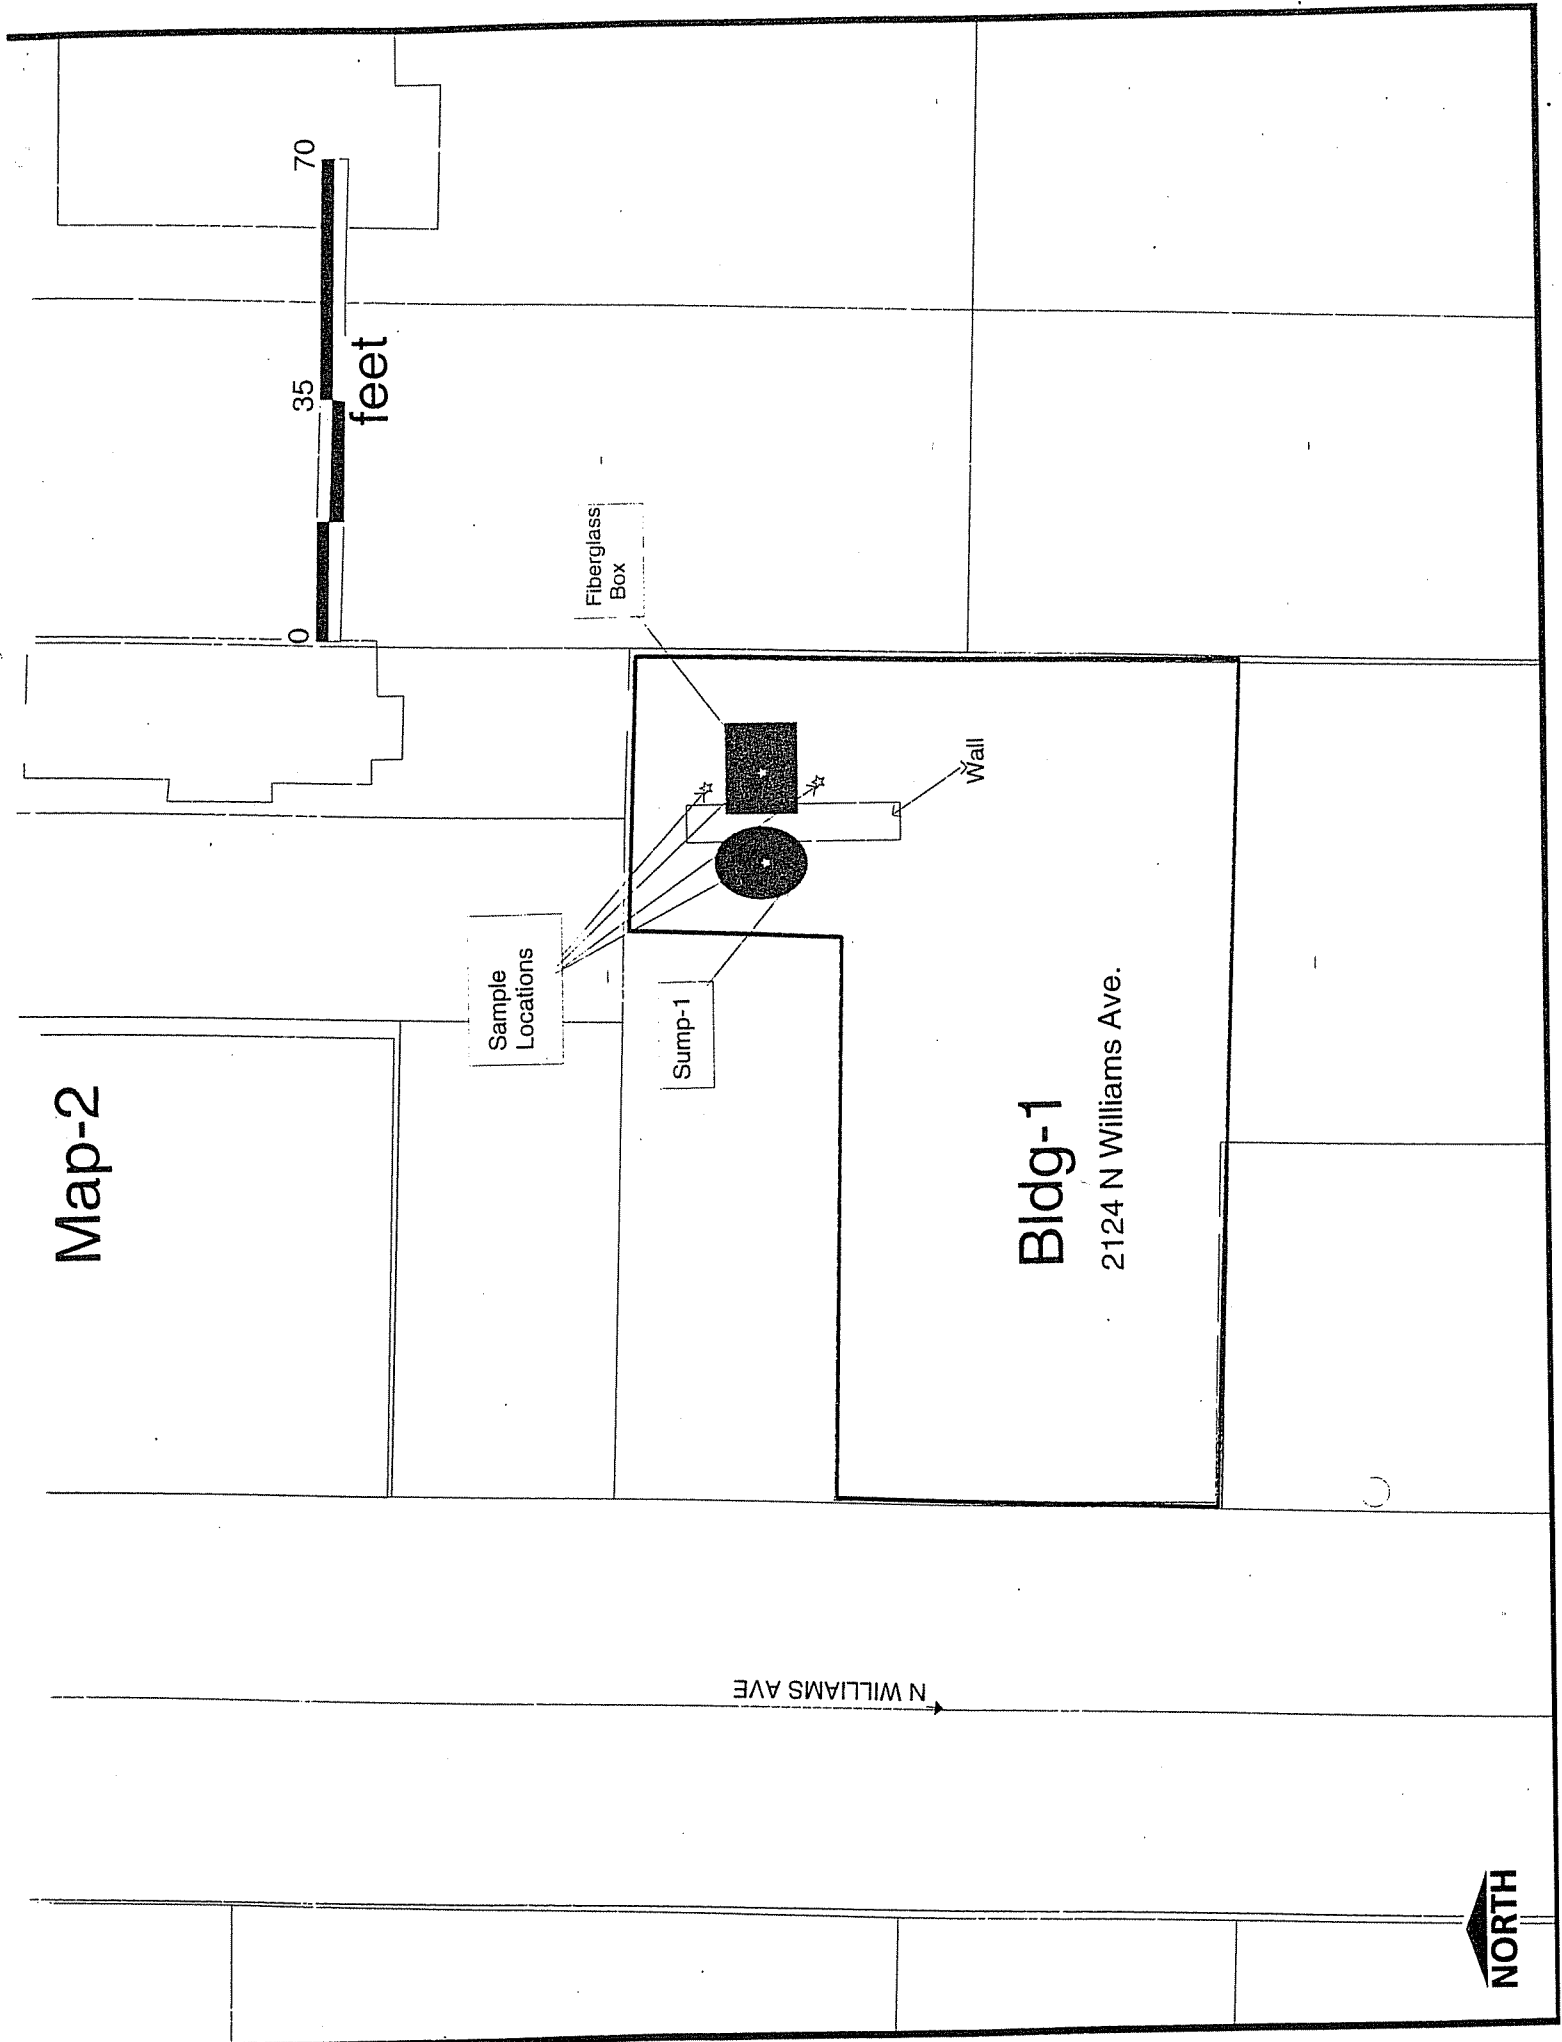 Map-2
0
35
70
feet
Sample
Locations
Fiberglass
Box
Sump-1
Wall
Bldg-1
2124 N Williams Ave.
N WILLIAMS AVE
NORTH